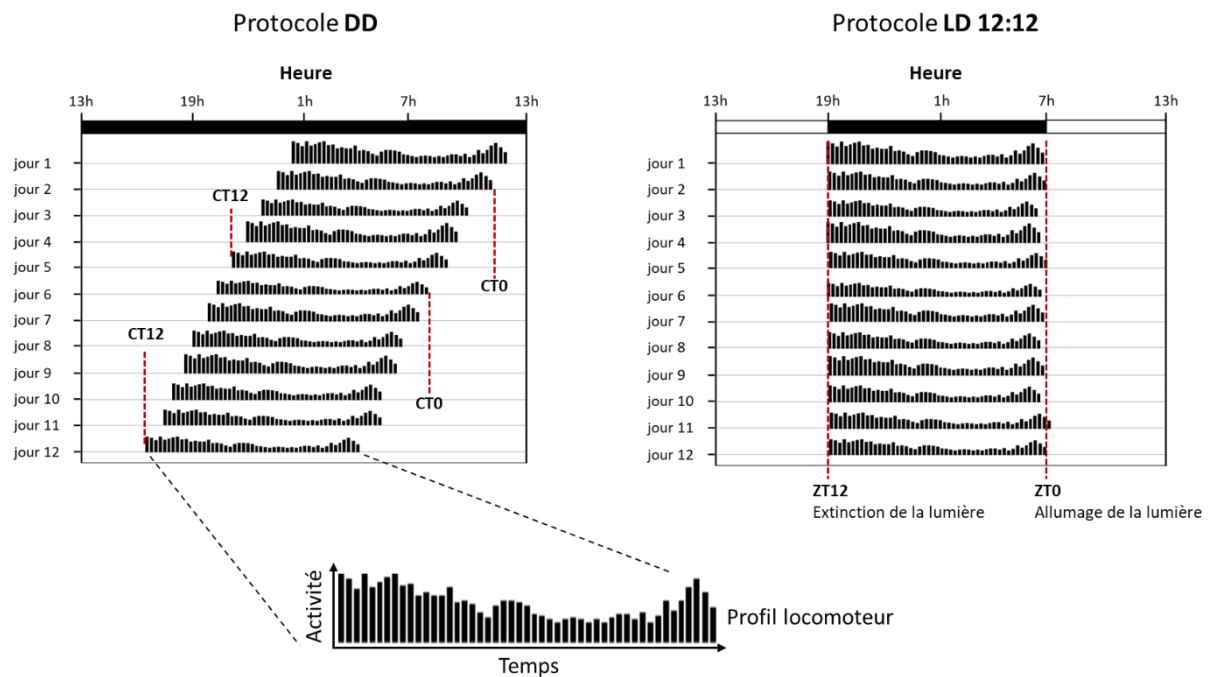 Protocole DD
Heure
13h 19h 1h 7h 13h
jour 1
jour 2
CT12
jour 3
jour 4
jour 5
CT0
jour 6
jour 7
CT12
jour 8
jour 9
jour 10
CT0
jour 11
jour 12
Protocole LD 12:12
Heure
13h 19h 1h 7h 13h
jour 1
jour 2
jour 3
jour 4
jour 5
jour 6
jour 7
jour 8
jour 9
jour 10
jour 11
jour 12
ZT12
Extinction de la lumière
ZT0
Allumage de la lumière
Activité
Profil locomoteur
Temps